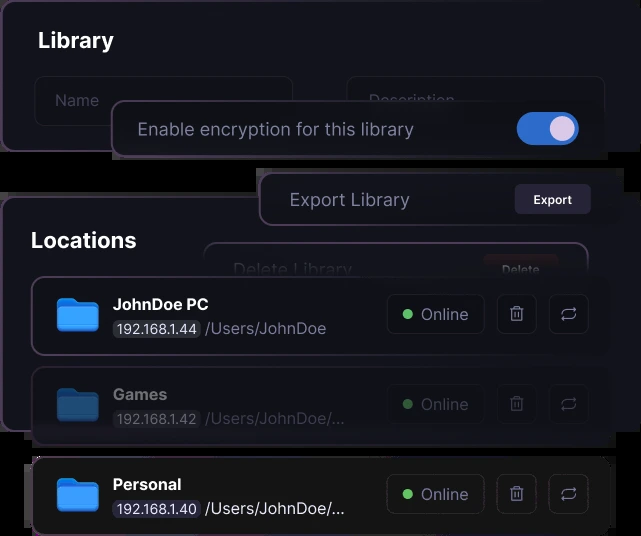 Library
Name
Description
Enable encryption for this library
Export Library
Export
Locations
Delete Library
Delete
JohnDoe PC
192.168.1.44 /Users/JohnDoe
Online
Games
192.168.1.42 /Users/JohnDoe/...
Online
Personal
192.168.1.40 /Users/JohnDoe/...
Online